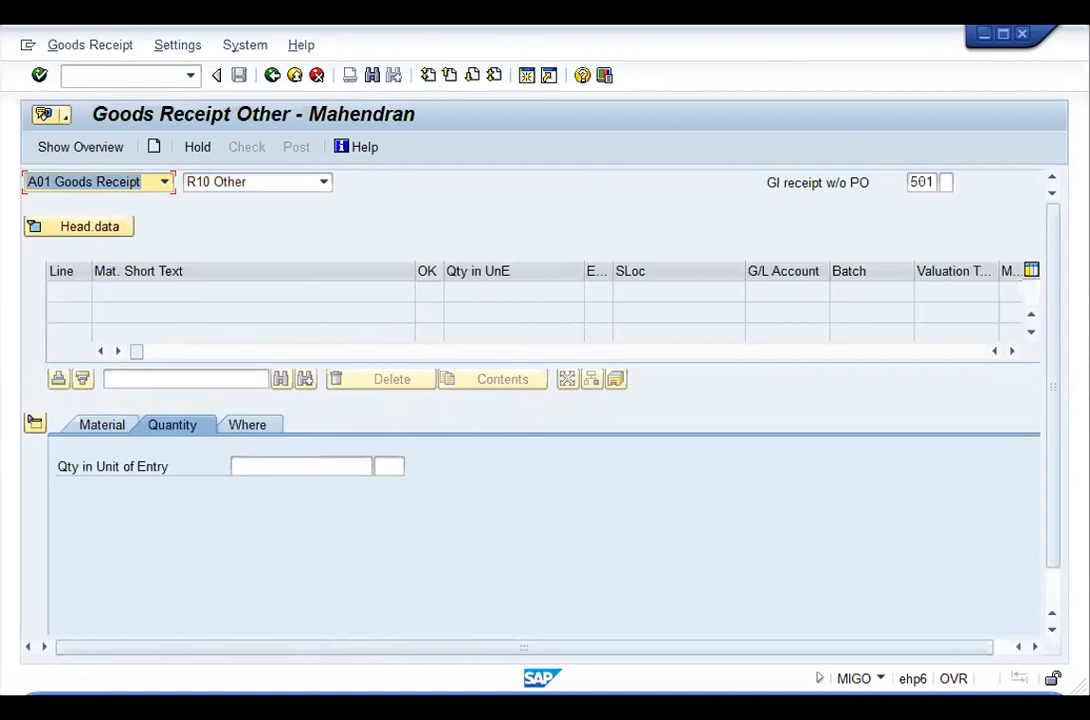 Goods Receipt Settings System Help
Goods Receipt Other - Mahendran
Show Overview Hold Check Post Help
A01 Goods Receipt R10 Other GI receipt w/o PO 501
Head.data
Line Mat. Short Text OK Qty in UnE E... SLoc G/L Account Batch Valuation T... M...
Delete Contents
Material Quantity Where
Qty in Unit of Entry
SAP MIGO ehp6 OVR